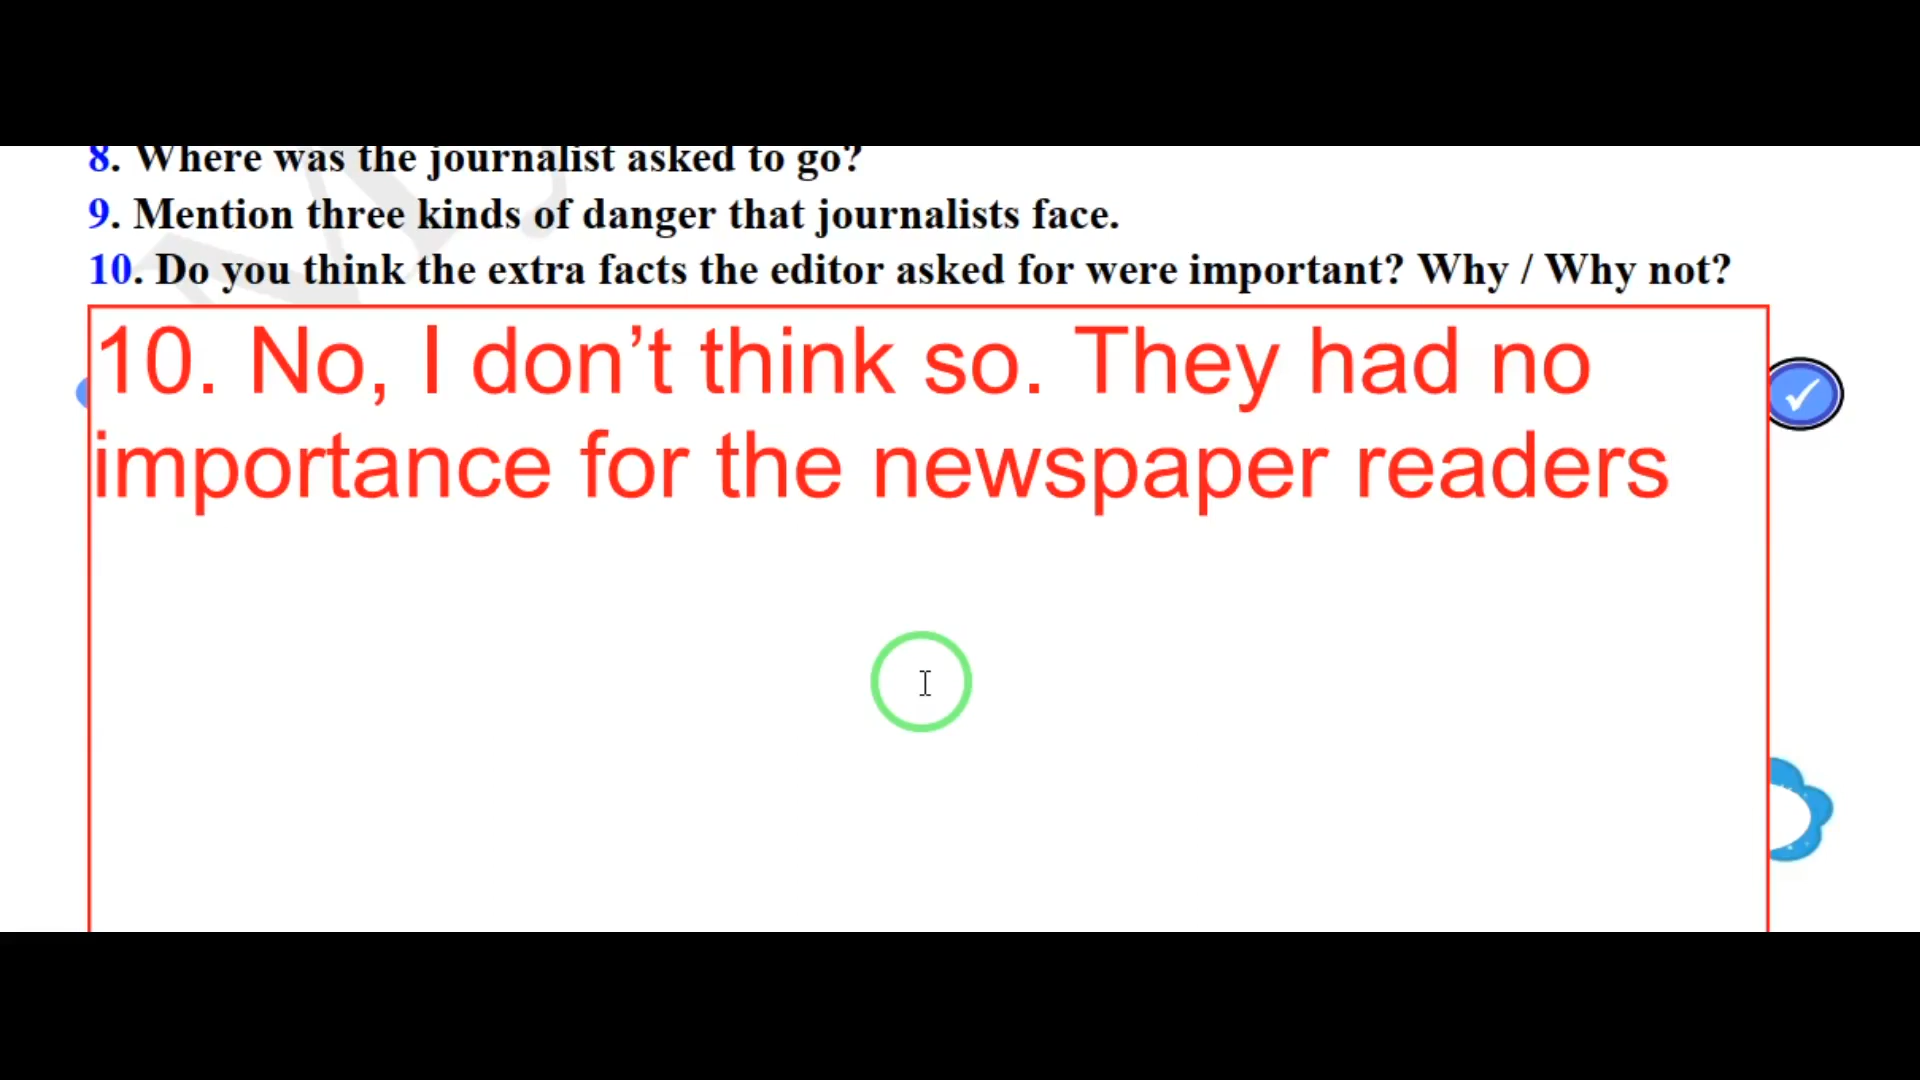 8. Where was the journalist asked to go?
9. Mention three kinds of danger that journalists face.
10. Do you think the extra facts the editor asked for were important? Why / Why not?
10. No, I don’t think so. They had no
importance for the newspaper readers